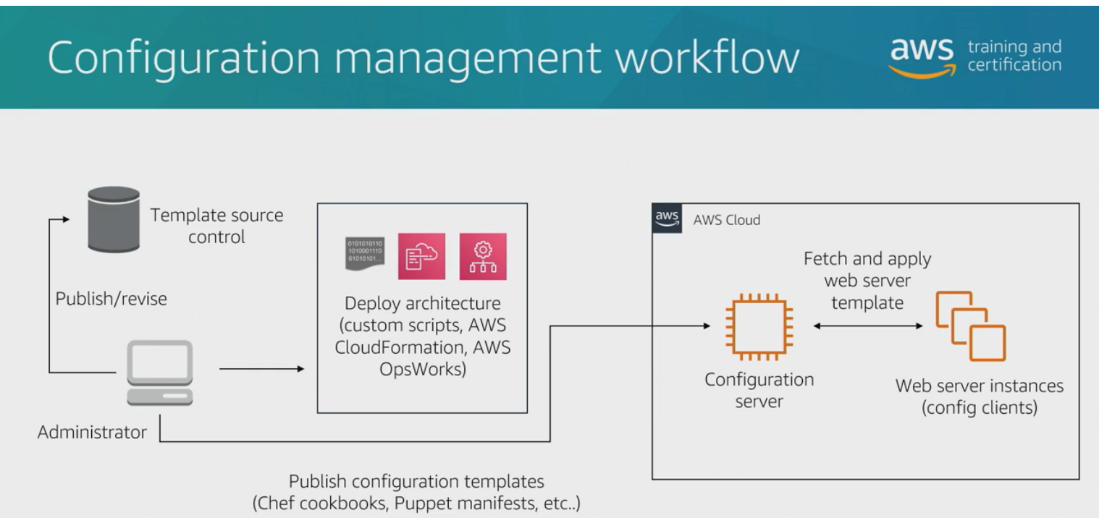 Configuration management workflow
aws training and
certification
Template source
control
Publish/revise
Administrator
0101010110
1010001110
01010101...
Deploy architecture
(custom scripts, AWS
CloudFormation, AWS
OpsWorks)
Publish configuration templates
(Chef cookbooks, Puppet manifests, etc..)
aws AWS Cloud
Fetch and apply
web server
template
Configuration
server
Web server instances
(config clients)